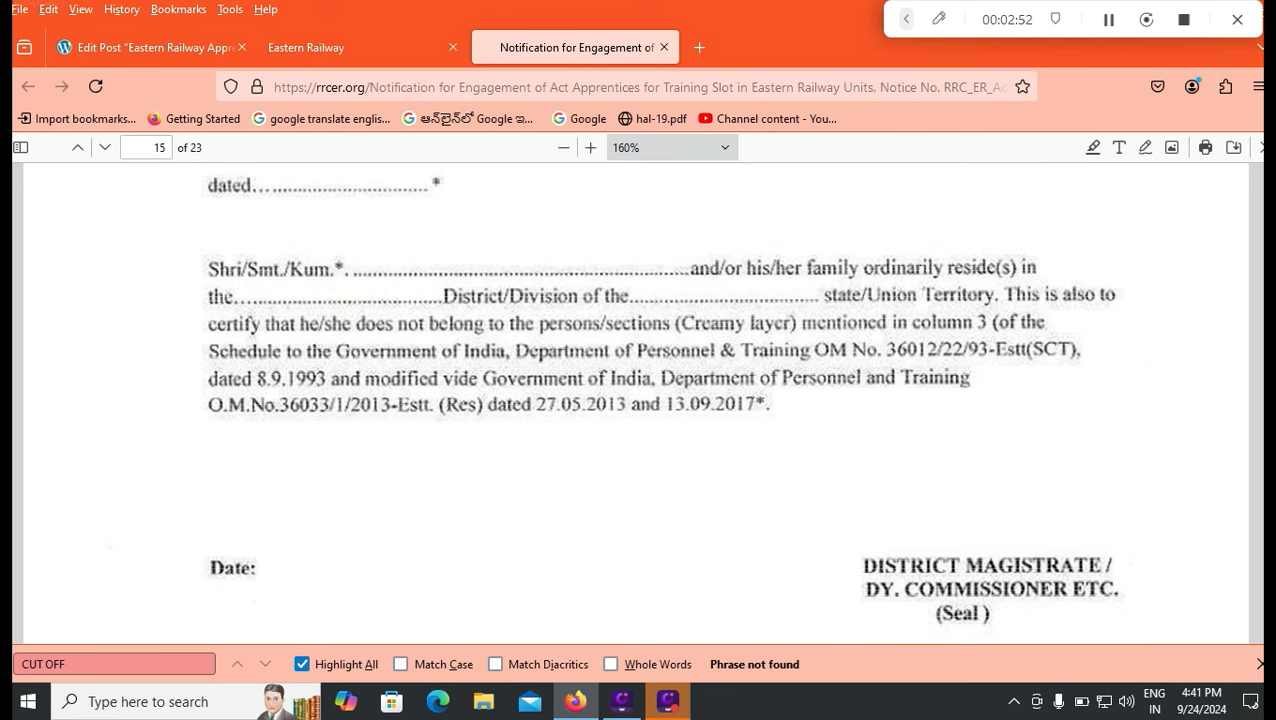 File Edit View History Bookmarks Tools Help
00:02:52
Edit Post "Eastern Railway Appre
Eastern Railway
Notification for Engagement of
https://rrcer.org/Notification for Engagement of Act Apprentices for Training Slot in Eastern Railway Units, Notice No. RRC_ER_Ac
Import bookmarks... Getting Started google translate englis... ఆన్‌లైన్‌లో Google ఇ... Google hal-19.pdf Channel content - You...
15 of 23 160%
dated.................................. *
Shri/Smt./Kum.*. ........................................................................and/or his/her family ordinarily reside(s) in
the............................................District/Division of the........................................ state/Union Territory. This is also to
certify that he/she does not belong to the persons/sections (Creamy layer) mentioned in column 3 (of the
Schedule to the Government of India, Department of Personnel & Training OM No. 36012/22/93-Estt(SCT),
dated 8.9.1993 and modified vide Government of India, Department of Personnel and Training
O.M.No.36033/1/2013-Estt. (Res) dated 27.05.2013 and 13.09.2017*.
Date:
DISTRICT MAGISTRATE /
DY. COMMISSIONER ETC.
(Seal )
CUT OFF Highlight All Match Case Match Diacritics Whole Words Phrase not found
Type here to search
ENG
IN
4:41 PM
9/24/2024